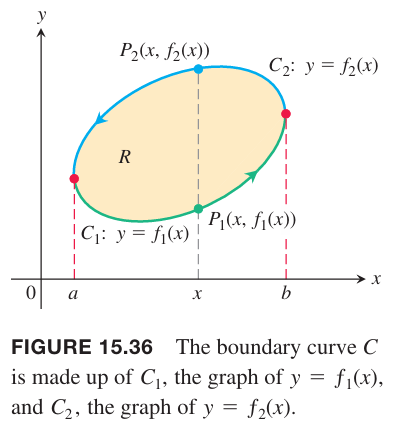 y
P₂(x, f₂(x))
C₂: y = f₂(x)
R
P₁(x, f₁(x))
C₁: y = f₁(x)
x
0 a x b
FIGURE 15.36 The boundary curve C
is made up of C₁, the graph of y = f₁(x),
and C₂, the graph of y = f₂(x).